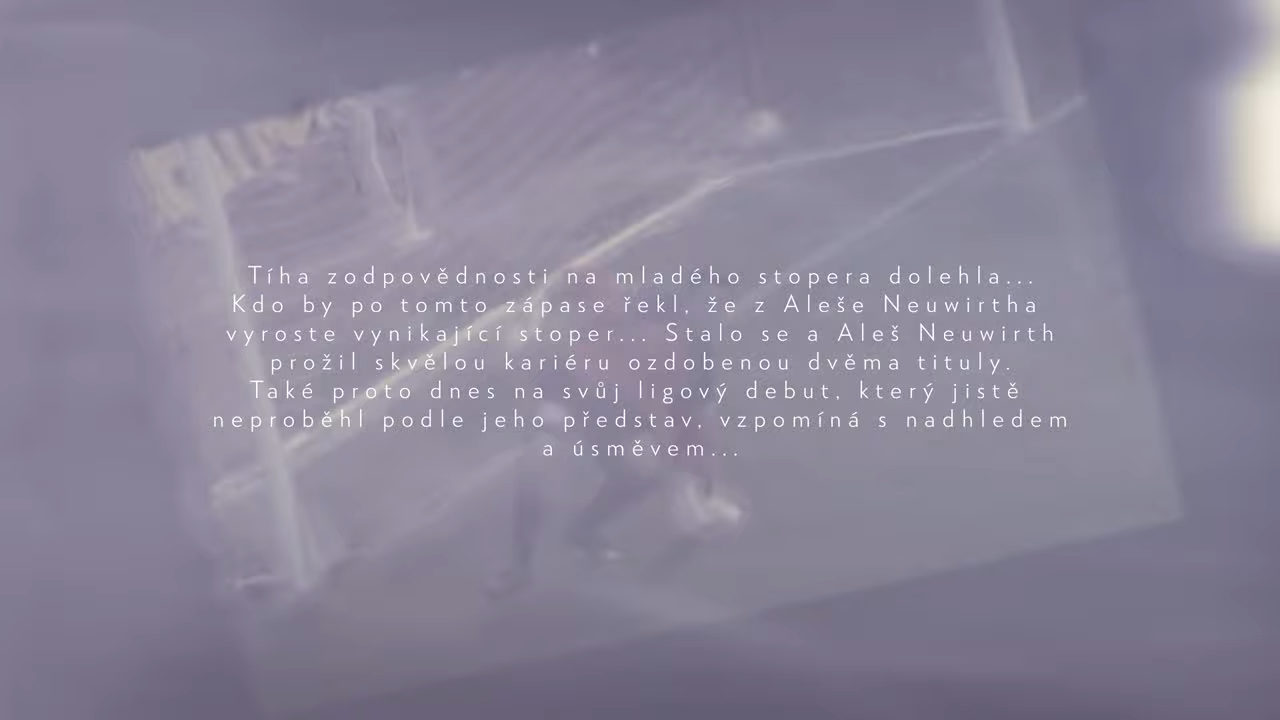 Tíha zodpovědnosti na mladého stopera dolehla...
Kdo by po tomto zápase řekl, že z Aleše Neuwirtha
vyroste vynikající stoper... Stalo se a Aleš Neuwirth
prožil skvělou kariéru ozdobenou dvěma tituly.
Také proto dnes na svůj ligový debut, který jistě
neproběhl podle jeho představ, vzpomíná s nadhledem
a úsměvem...